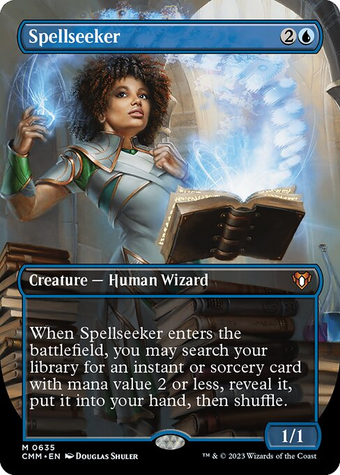 Spellseeker 2
Creature — Human Wizard
When Spellseeker enters the
battlefield, you may search your
library for an instant or sorcery card
with mana value 2 or less, reveal it,
put it into your hand, then shuffle.
M 0635
CMM • EN Douglas Shuler
™ & © 2023 Wizards of the Coast
1/1